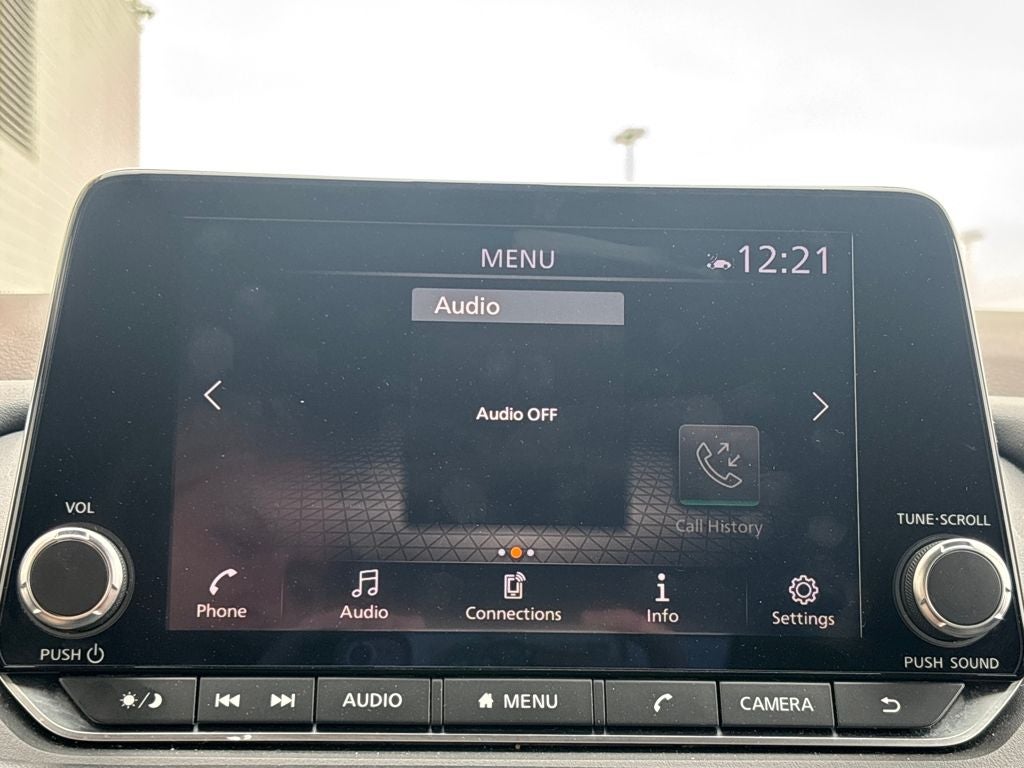 MENU
12:21
Audio
Audio OFF
Call History
VOL
TUNE·SCROLL
Phone
Audio
Connections
Info
Settings
PUSH
PUSH SOUND
AUDIO
MENU
CAMERA